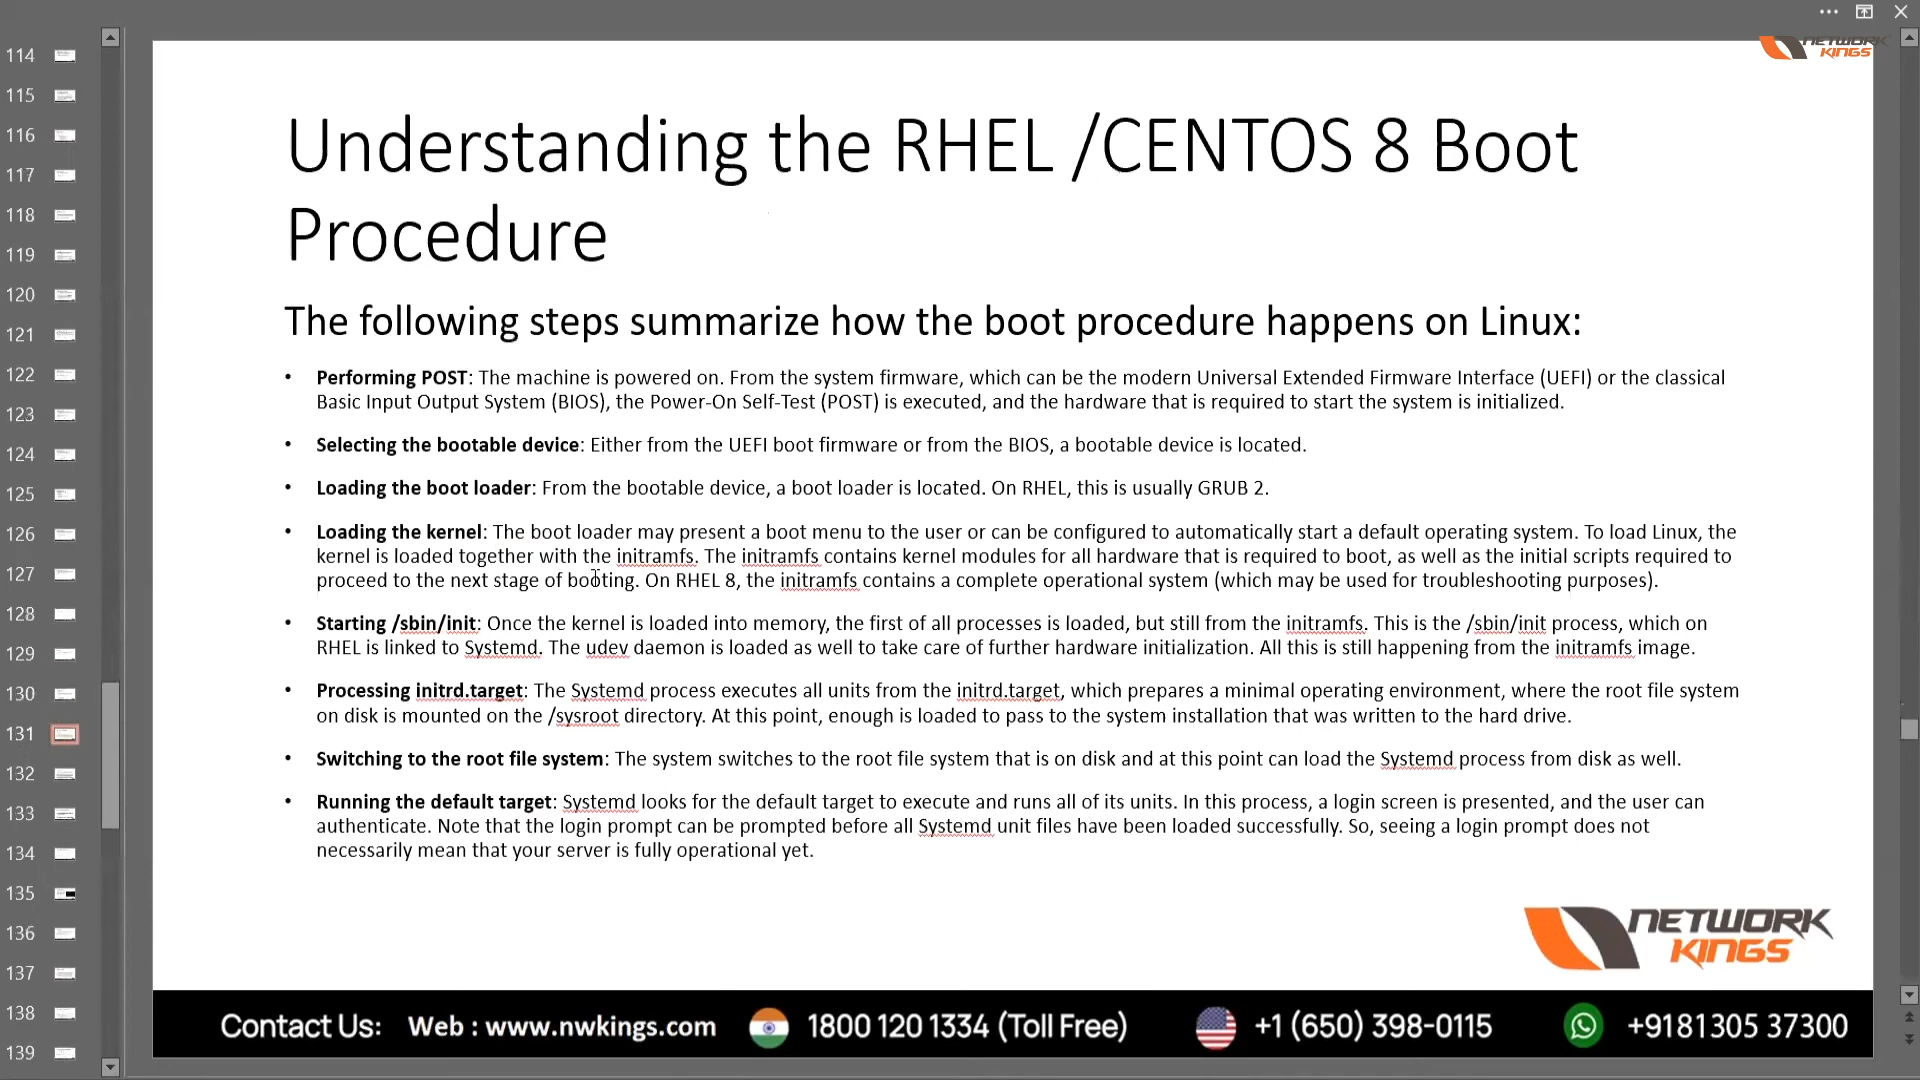 NETWORK
KINGS
114
115
116
117
118
119
120
121
122
123
124
125
126
127
128
129
130
131
132
133
134
135
136
137
138
139
Understanding the RHEL /CENTOS 8 Boot
Procedure
The following steps summarize how the boot procedure happens on Linux:
• Performing POST: The machine is powered on. From the system firmware, which can be the modern Universal Extended Firmware Interface (UEFI) or the classical
Basic Input Output System (BIOS), the Power-On Self-Test (POST) is executed, and the hardware that is required to start the system is initialized.
• Selecting the bootable device: Either from the UEFI boot firmware or from the BIOS, a bootable device is located.
• Loading the boot loader: From the bootable device, a boot loader is located. On RHEL, this is usually GRUB 2.
• Loading the kernel: The boot loader may present a boot menu to the user or can be configured to automatically start a default operating system. To load Linux, the
kernel is loaded together with the initramfs. The initramfs contains kernel modules for all hardware that is required to boot, as well as the initial scripts required to
proceed to the next stage of booting. On RHEL 8, the initramfs contains a complete operational system (which may be used for troubleshooting purposes).
• Starting /sbin/init: Once the kernel is loaded into memory, the first of all processes is loaded, but still from the initramfs. This is the /sbin/init process, which on
RHEL is linked to Systemd. The udev daemon is loaded as well to take care of further hardware initialization. All this is still happening from the initramfs image.
• Processing initrd.target: The Systemd process executes all units from the initrd.target, which prepares a minimal operating environment, where the root file system
on disk is mounted on the /sysroot directory. At this point, enough is loaded to pass to the system installation that was written to the hard drive.
• Switching to the root file system: The system switches to the root file system that is on disk and at this point can load the Systemd process from disk as well.
• Running the default target: Systemd looks for the default target to execute and runs all of its units. In this process, a login screen is presented, and the user can
authenticate. Note that the login prompt can be prompted before all Systemd unit files have been loaded successfully. So, seeing a login prompt does not
necessarily mean that your server is fully operational yet.
NETWORK
KINGS
Contact Us: Web : www.nwkings.com 1800 120 1334 (Toll Free) +1 (650) 398-0115 +9181305 37300